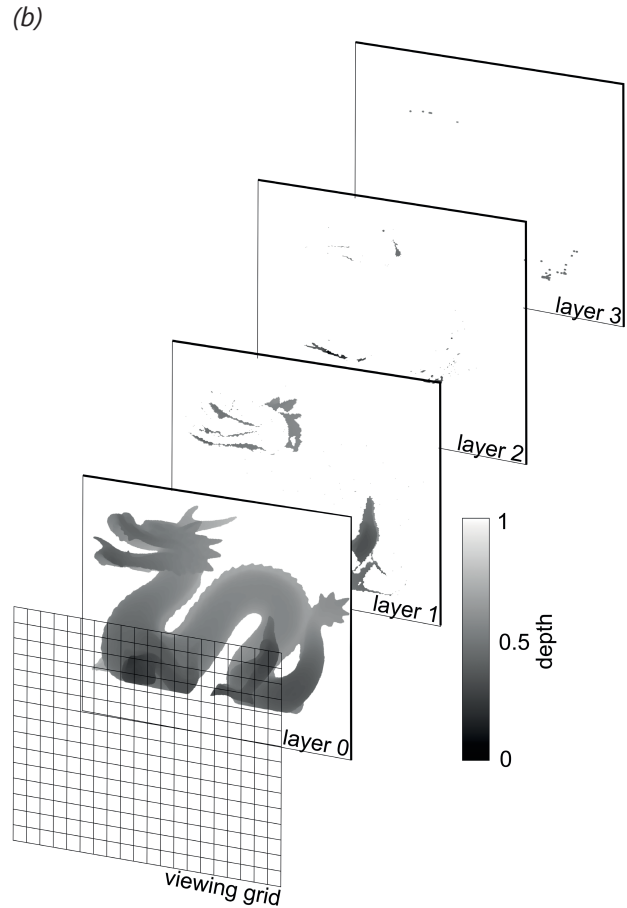 (b)
layer 3
layer 2
layer 1
layer 0
viewing grid
1
0.5
0
depth